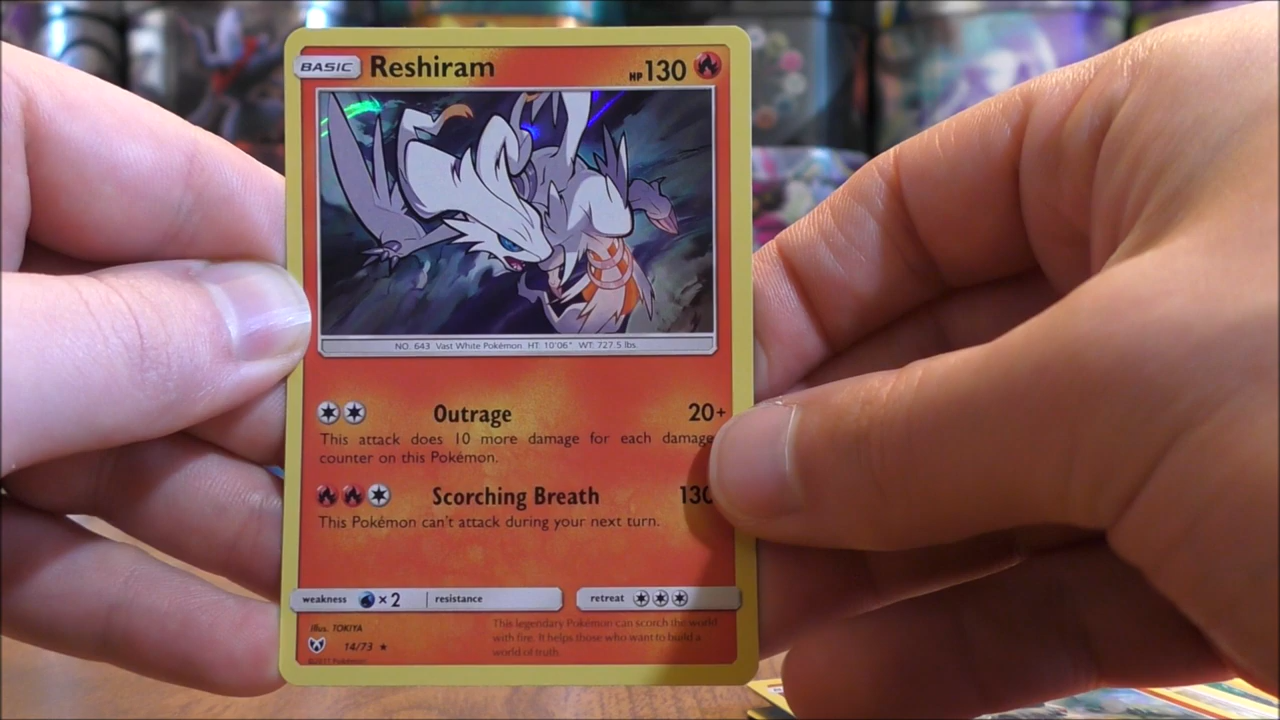 BASIC Reshiram HP 130
NO. 643 Vast White Pokémon HT: 10'06" WT: 727.5 lbs.
Outrage 20+
This attack does 10 more damage for each damage
counter on this Pokémon.
Scorching Breath 130
This Pokémon can't attack during your next turn.
weakness ×2 resistance retreat
Illus. TOKIYA
14/73
This legendary Pokémon can scorch the world
with fire. It helps those who want to build a
world of truth.